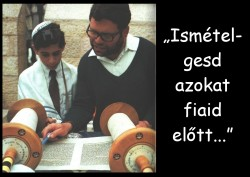 „Ismétel-
gesd
azokat
fiaid
előtt...”